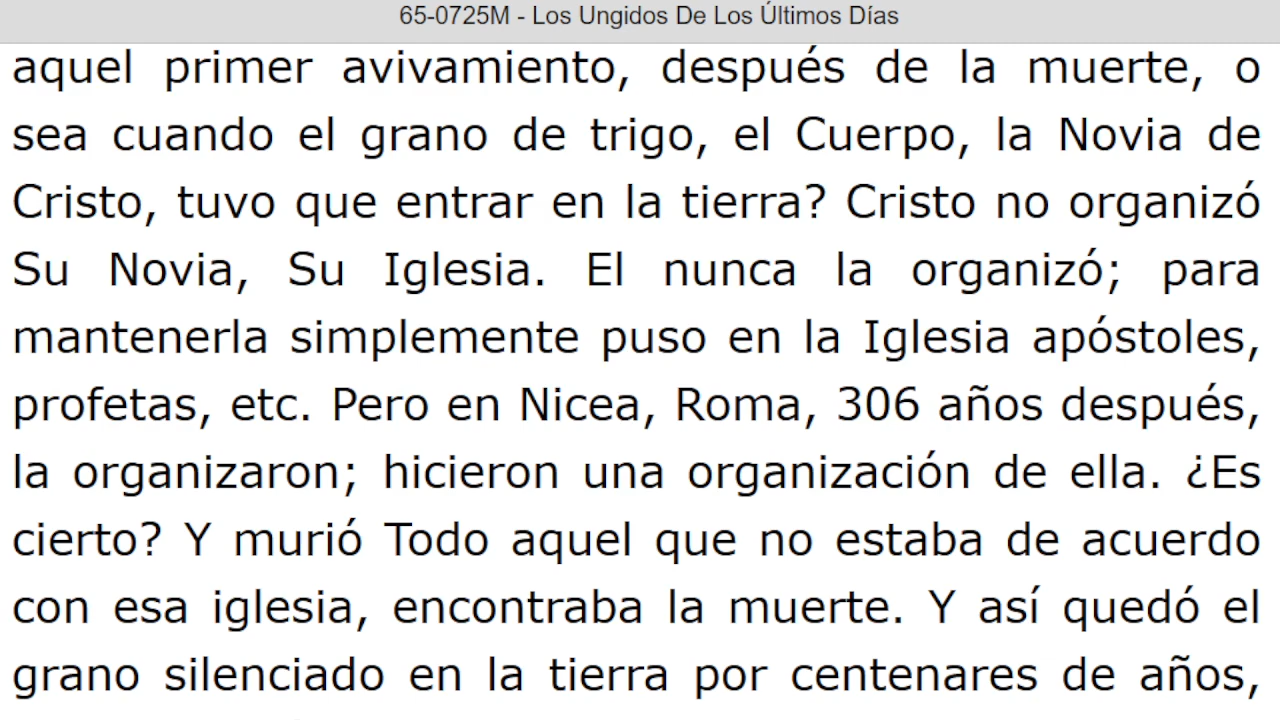 65-0725M - Los Ungidos De Los Últimos Días
aquel primer avivamiento, después de la muerte, o
sea cuando el grano de trigo, el Cuerpo, la Novia de
Cristo, tuvo que entrar en la tierra? Cristo no organizó
Su Novia, Su Iglesia. El nunca la organizó; para
mantenerla simplemente puso en la Iglesia apóstoles,
profetas, etc. Pero en Nicea, Roma, 306 años después,
la organizaron; hicieron una organización de ella. ¿Es
cierto? Y murió Todo aquel que no estaba de acuerdo
con esa iglesia, encontraba la muerte. Y así quedó el
grano silenciado en la tierra por centenares de años,